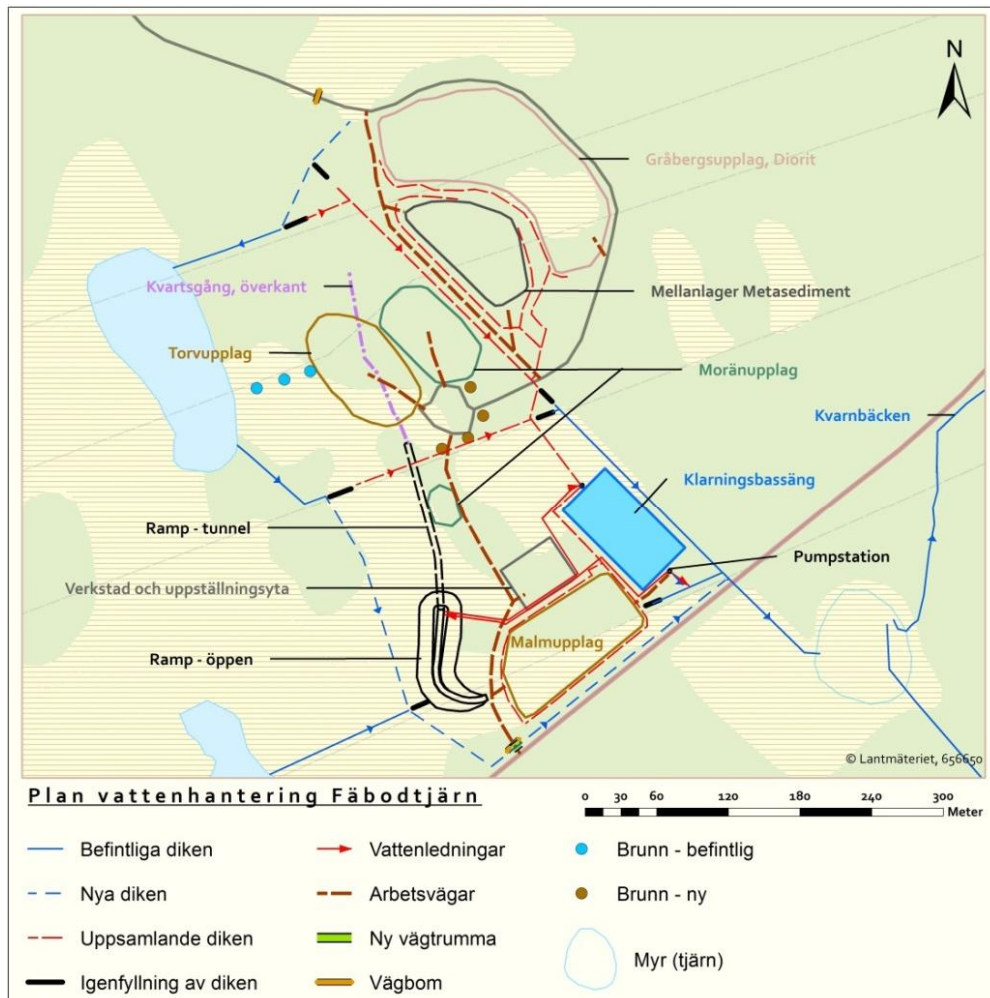 N
Gråbergsupplag, Diorit
Kvartsgång, överkant
Mellanlager Metasediment
Torvupplag
Moränupplag
Kvarnbäcken
Klarningsbassäng
Ramp - tunnel
Pumpstation
Verkstad och uppställningsyta
Malmupplag
Ramp - öppen
© Lantmäteriet, 656650
Plan vattenhantering Fäbodtjärn
0 30 60 120 180 240 300
Meter
Befintliga diken
Vattenledningar
Brunn - befintlig
Nya diken
Arbetsvägar
Brunn - ny
Uppsamlande diken
Ny vägtrumma
Myr (tjärn)
Igenfyllning av diken
Vägbom